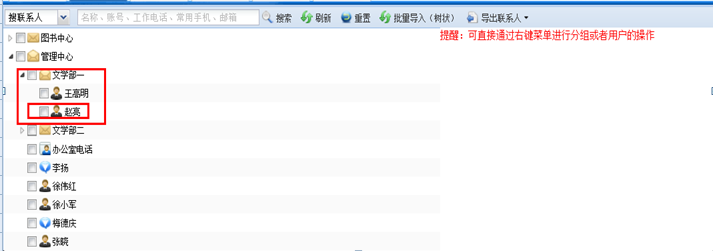 搜联系人 名称、账号、工作电话、常用手机、邮箱 搜索 刷新 重置 批量导入（树状） 导出联系人
图书中心
提醒：可直接通过右键菜单进行分组或者用户的操作
管理中心
文学部一
王高明
赵亮
文学部二
办公室电话
李扬
徐伟红
徐小军
梅德庆
张晓